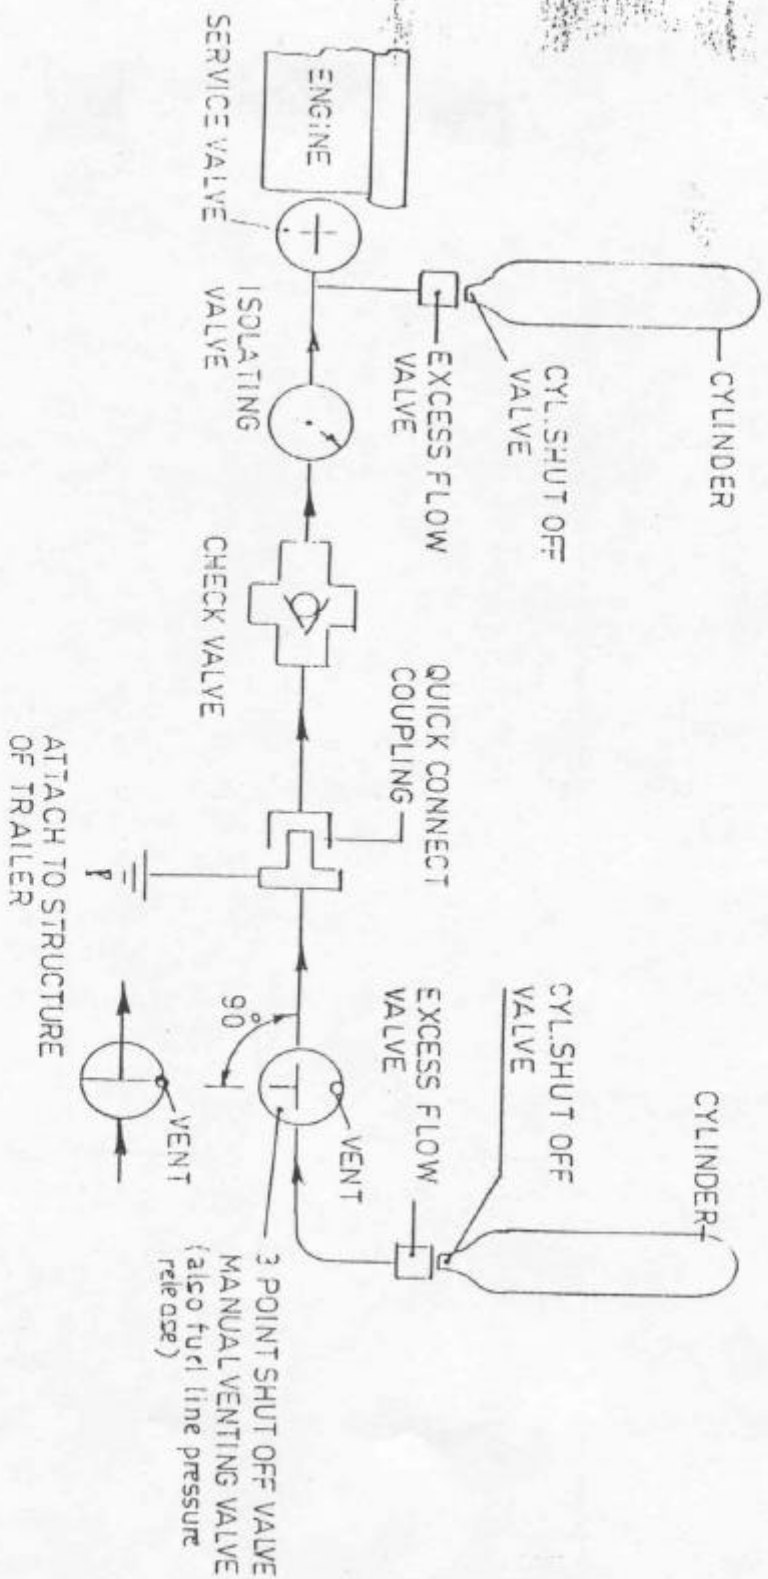 CYLINDER
CYL.SHUT OFF
VALVE
EXCESS FLOW
VALVE
ENGINE
SERVICE VALVE
ISOLATING
VALVE
CHECK VALVE
QUICK CONNECT
COUPLING
ATTACH TO STRUCTURE
OF TRAILER
CYLINDER
CYL.SHUT OFF
VALVE
EXCESS FLOW
VALVE
VENT
90°
VENT
3 POINT SHUT OFF VALVE
MANUAL VENTING VALVE
(also fuel line pressure
release)